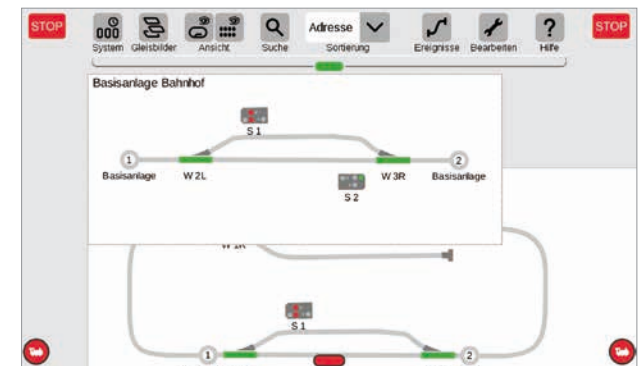 STOP
Adresse
STOP
System Gleisbilder Ansicht Suche Sortierung Ereignisse Bearbeiten Hilfe
Basisanlage Bahnhof
S 1
1
2
Basisanlage W 2L W 3R Basisanlage
S 2
W 1R
S 1
1
2